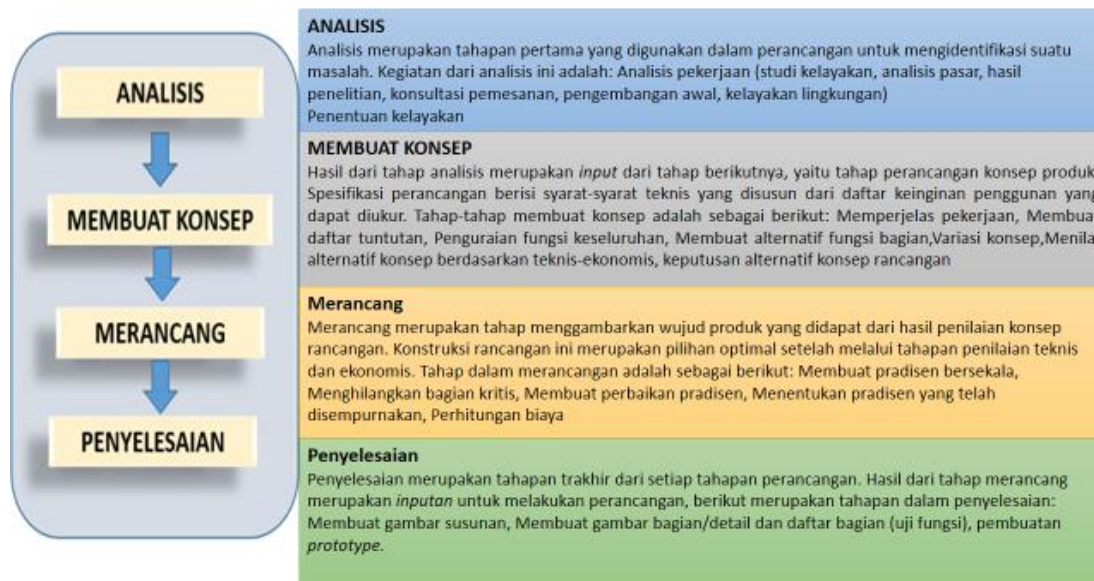 ANALISIS
MEMBUAT KONSEP
MERANCANG
PENYELESAIAN
ANALISIS
Analisis merupakan tahapan pertama yang digunakan dalam perancangan untuk mengidentifikasi suatu
masalah. Kegiatan dari analisis ini adalah: Analisis pekerjaan (studi kelayakan, analisis pasar, hasil
penelitian, konsultasi pemesanan, pengembangan awal, kelayakan lingkungan)
Penentuan kelayakan
MEMBUAT KONSEP
Hasil dari tahap analisis merupakan input dari tahap berikutnya, yaitu tahap perancangan konsep produk
Spesifikasi perancangan berisi syarat-syarat teknis yang disusun dari daftar keinginan penggunan yang
dapat diukur. Tahap-tahap membuat konsep adalah sebagai berikut: Memperjelas pekerjaan, Membua
daftar tuntutan, Penguraian fungsi keseluruhan, Membuat alternatif fungsi bagian,Variasi konsep,Menila
alternatif konsep berdasarkan teknis-ekonomis, keputusan alternatif konsep rancangan
Merancang
Merancang merupakan tahap menggambarkan wujud produk yang didapat dari hasil penilaian konsep
rancangan. Konstruksi rancangan ini merupakan pilihan optimal setelah melalui tahapan penilaian teknis
dan ekonomis. Tahap dalam merancangan adalah sebagai berikut: Membuat pradisen bersekala,
Menghilangkan bagian kritis, Membuat perbaikan pradisen, Menentukan pradisen yang telah
disempurnakan, Perhitungan biaya
Penyelesaian
Penyelesaian merupakan tahapan trakhir dari setiap tahapan perancangan. Hasil dari tahap merancang
merupakan inputan untuk melakukan perancangan, berikut merupakan tahapan dalam penyelesaian:
Membuat gambar susunan, Membuat gambar bagian/detail dan daftar bagian (uji fungsi), pembuatan
prototype.